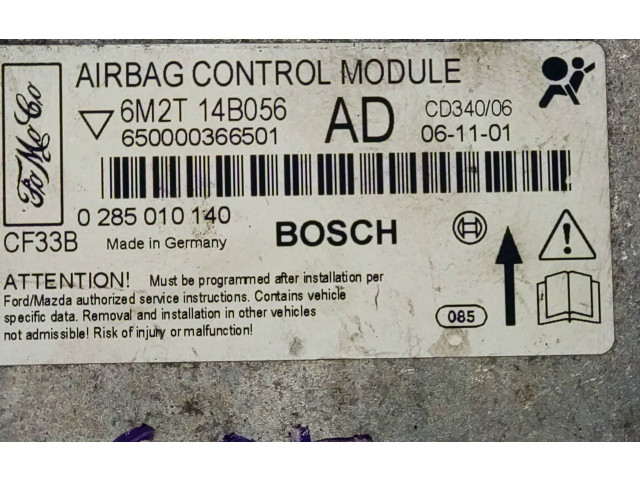 FoMoCo
AIRBAG CONTROL MODULE
6M2T 14B056 AD CD340/06
650000366501 06-11-01
0 285 010 140
CF33B Made in Germany BOSCH
ATTENTION! Must be programmed after installation per
Ford/Mazda authorized service instructions. Contains vehicle
specific data. Removal and installation in other vehicles
not admissible! Risk of injury or malfunction!
085